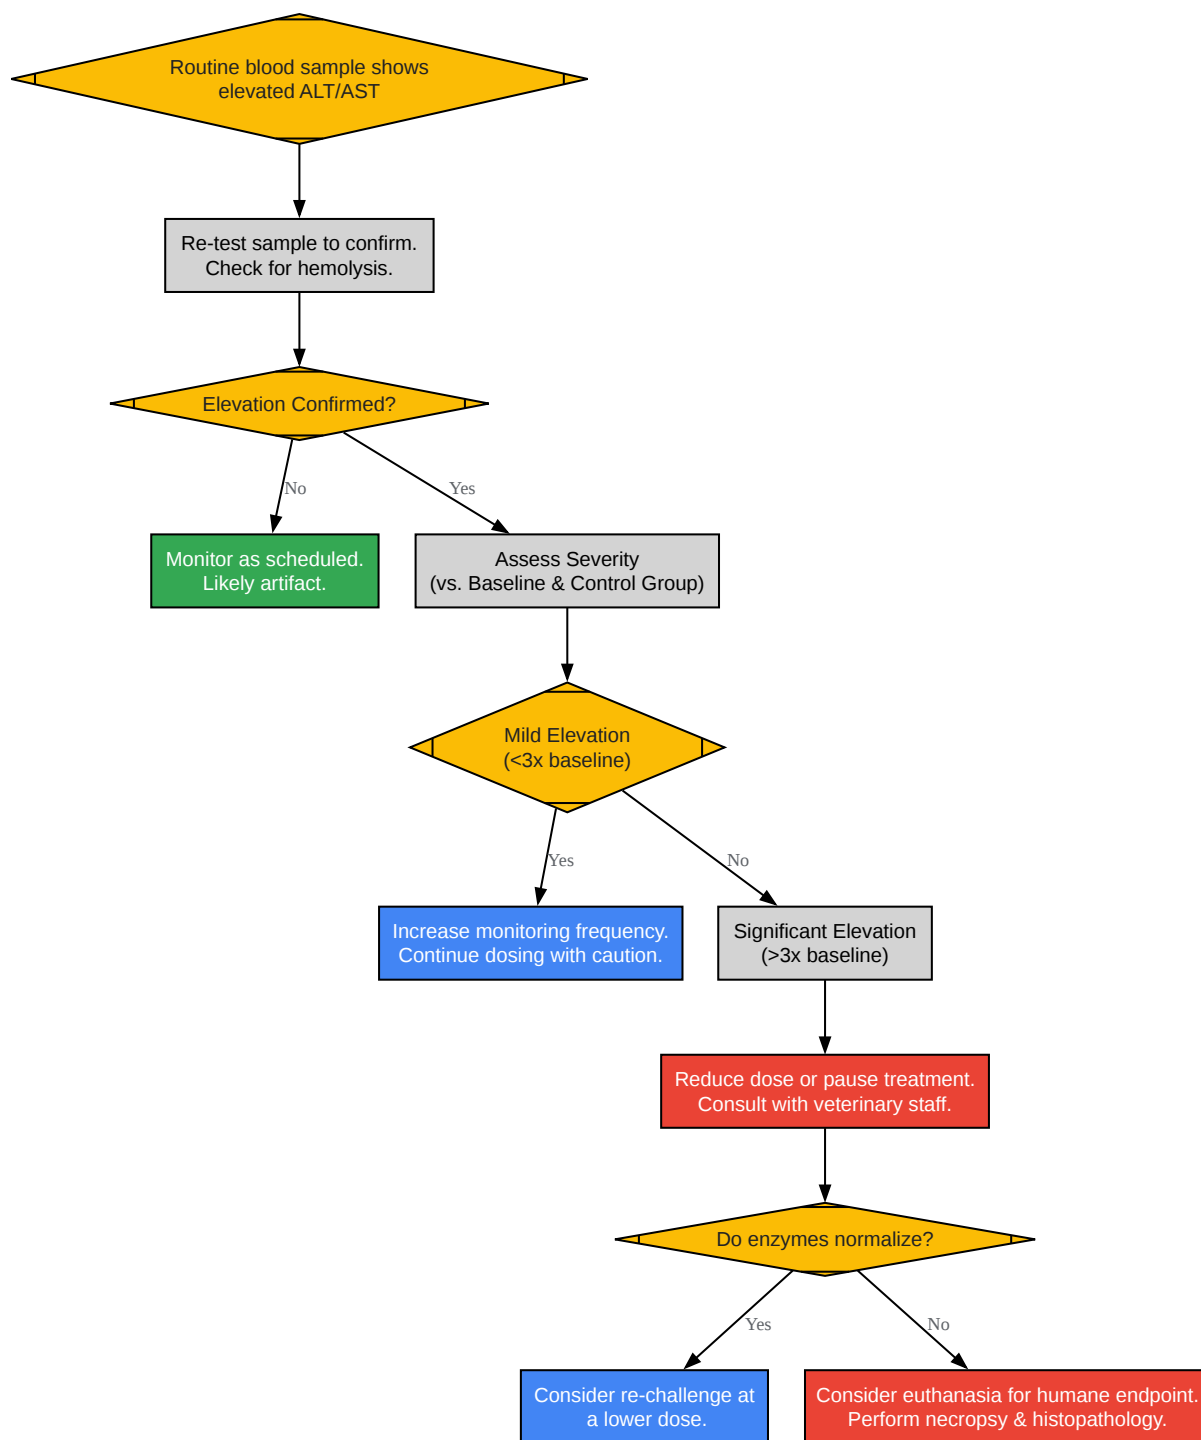 Routine blood sample shows
elevated ALT/AST
Re-test sample to confirm.
Check for hemolysis.
Elevation Confirmed?
No
Yes
Monitor as scheduled.
Likely artifact.
Assess Severity
(vs. Baseline & Control Group)
Mild Elevation
(<3x baseline)
Yes
No
Increase monitoring frequency.
Continue dosing with caution.
Significant Elevation
(>3x baseline)
Reduce dose or pause treatment.
Consult with veterinary staff.
Do enzymes normalize?
Yes
No
Consider re-challenge at
a lower dose.
Consider euthanasia for humane endpoint.
Perform necropsy & histopathology.